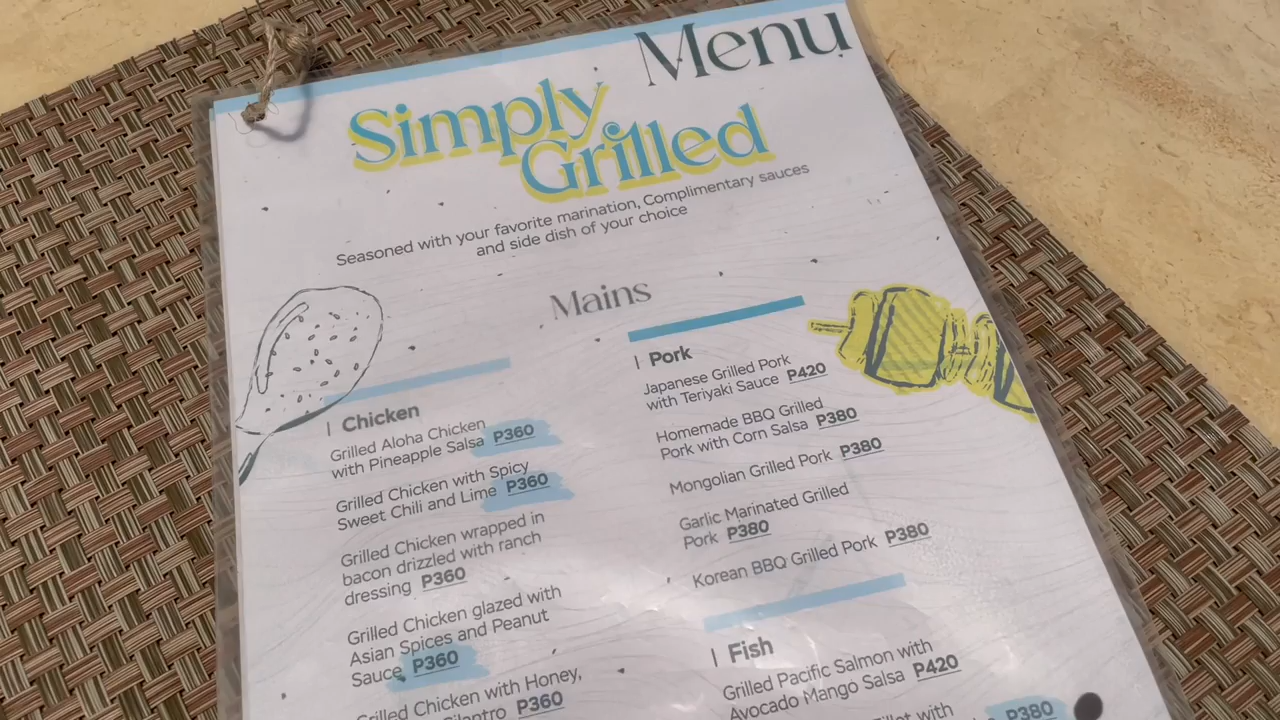 Menu
Simply
Grilled
Seasoned with your favorite marination, Complimentary sauces
and side dish of your choice
Mains
| Chicken
Grilled Aloha Chicken
with Pineapple Salsa P360
Grilled Chicken with Spicy
Sweet Chili and Lime P360
Grilled Chicken wrapped in
bacon drizzled with ranch
dressing P360
Grilled Chicken glazed with
Asian Spices and Peanut
Sauce P360
Grilled Chicken with Honey,
Cilantro P360
| Pork
Japanese Grilled Pork
with Teriyaki Sauce P420
Homemade BBQ Grilled
Pork with Corn Salsa P380
Mongolian Grilled Pork P380
Garlic Marinated Grilled
Pork P380
Korean BBQ Grilled Pork P380
| Fish
Grilled Pacific Salmon with
Avocado Mango Salsa P420
with
P380